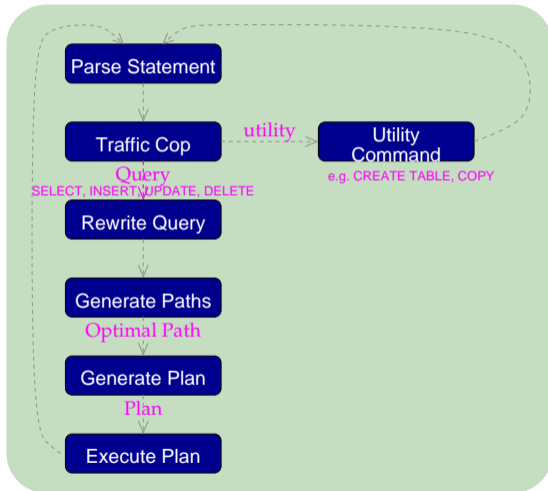 Parse Statement
Traffic Cop
utility
Utility
Command
Query
SELECT, INSERT, UPDATE, DELETE
e.g. CREATE TABLE, COPY
Rewrite Query
Generate Paths
Optimal Path
Generate Plan
Plan
Execute Plan